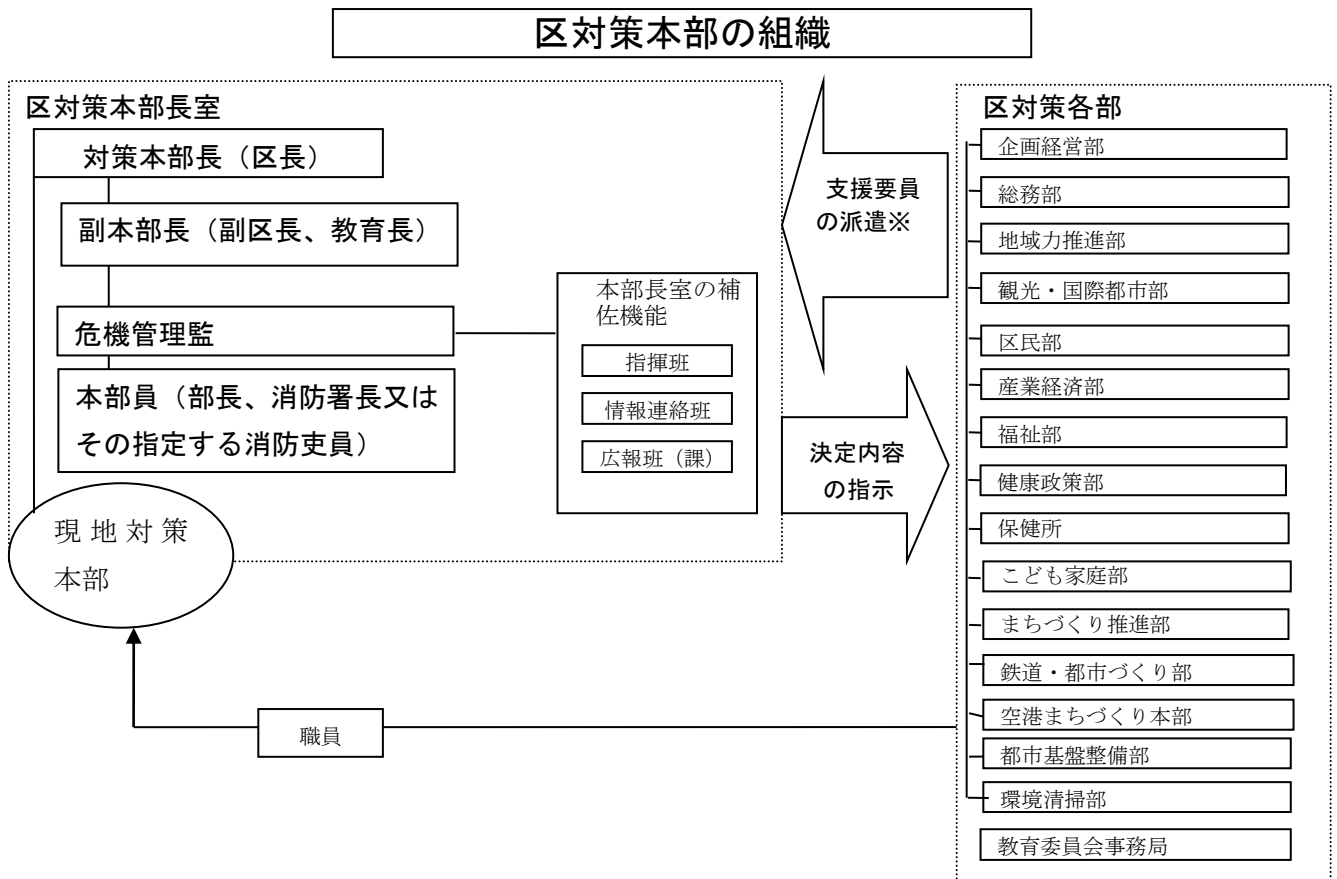 区対策本部の組織
区対策本部長室
対策本部長（区長）
副本部長（副区長、教育長）
危機管理監
本部員（部長、消防署長又は
その指定する消防吏員）
現地対策
本部
本部長室の補
佐機能
指揮班
情報連絡班
広報班（課）
支援要員
の派遣※
決定内容
の指示
職員
区対策各部
企画経営部
総務部
地域力推進部
観光・国際都市部
区民部
産業経済部
福祉部
健康政策部
保健所
こども家庭部
まちづくり推進部
鉄道・都市づくり部
空港まちづくり本部
都市基盤整備部
環境清掃部
教育委員会事務局